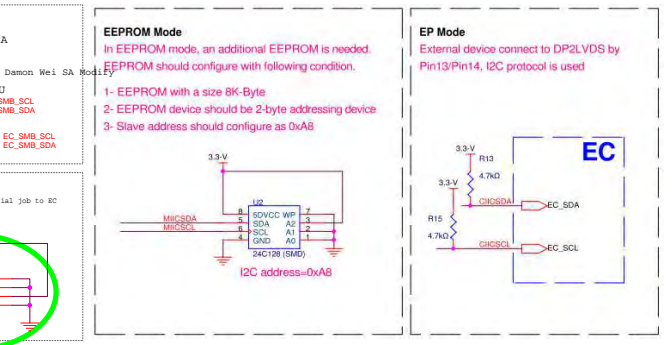 A
Damon Wei SA Modify
U
SMB_SCL
SMB_SDA
EC_SMB_SCL
EC_SMB_SDA
ial job to EC
EEPROM Mode
In EEPROM mode, an additional EEPROM is needed.
EEPROM should configure with following condition.
1- EEPROM with a size 8K-Byte
2- EEPROM device should be 2-byte addressing device
3- Slave address should configure as 0xA8
3.3-V
U2
8 SDVCC WP 7
MIICSDA 5 SDA A2 3
MIICSCL 6 SCL A1 2
4 GND A0 1
24C128 (SMD)
I2C address=0xA8
EP Mode
External device connect to DP2LVDS by
Pin13/Pin14, I2C protocol is used
3.3-V
R13
4.7kΩ
3.3-V
EC
CIICSDA
EC_SDA
R15
4.7kΩ
CIICSCL
EC_SCL